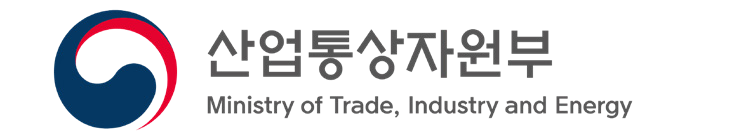 산업통상자원부
Ministry of Trade, Industry and Energy